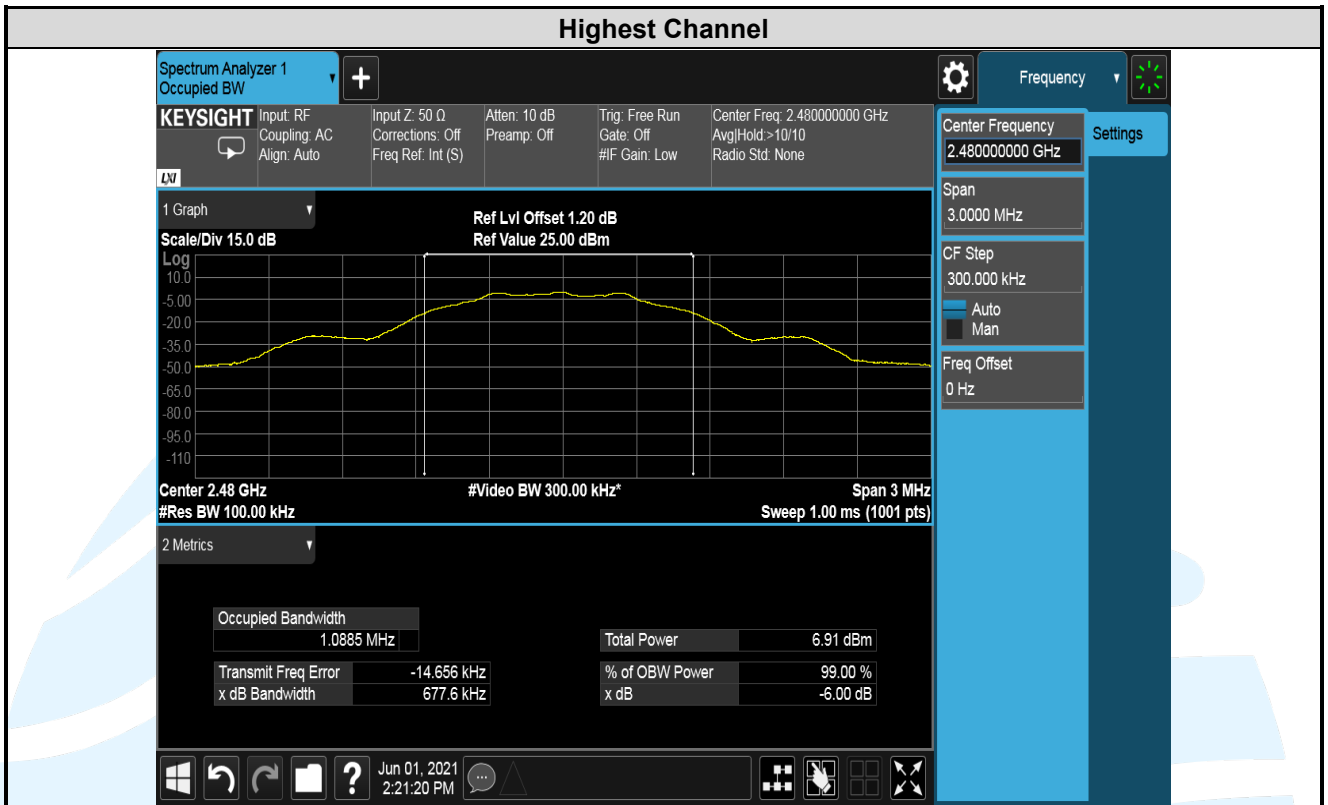 Highest Channel
Spectrum Analyzer 1
Occupied BW
+
Frequency
KEYSIGHT
LXI
Input: RF
Coupling: AC
Align: Auto
Input Z: 50 Ω
Corrections: Off
Freq Ref: Int (S)
Atten: 10 dB
Preamp: Off
Trig: Free Run
Gate: Off
#IF Gain: Low
Center Freq: 2.480000000 GHz
Avg|Hold:>10/10
Radio Std: None
Center Frequency
2.480000000 GHz
Settings
Span
3.0000 MHz
CF Step
300.000 kHz
Auto
Man
Freq Offset
0 Hz
1 Graph
Scale/Div 15.0 dB
Ref Lvl Offset 1.20 dB
Ref Value 25.00 dBm
Log
10.0
-5.00
-20.0
-35.0
-50.0
-65.0
-80.0
-95.0
-110
Center 2.48 GHz
#Video BW 300.00 kHz*
Span 3 MHz
#Res BW 100.00 kHz
Sweep 1.00 ms (1001 pts)
2 Metrics
Occupied Bandwidth
1.0885 MHz
Total Power 6.91 dBm
Transmit Freq Error -14.656 kHz
% of OBW Power 99.00 %
x dB Bandwidth 677.6 kHz
x dB -6.00 dB
?
Jun 01, 2021
2:21:20 PM